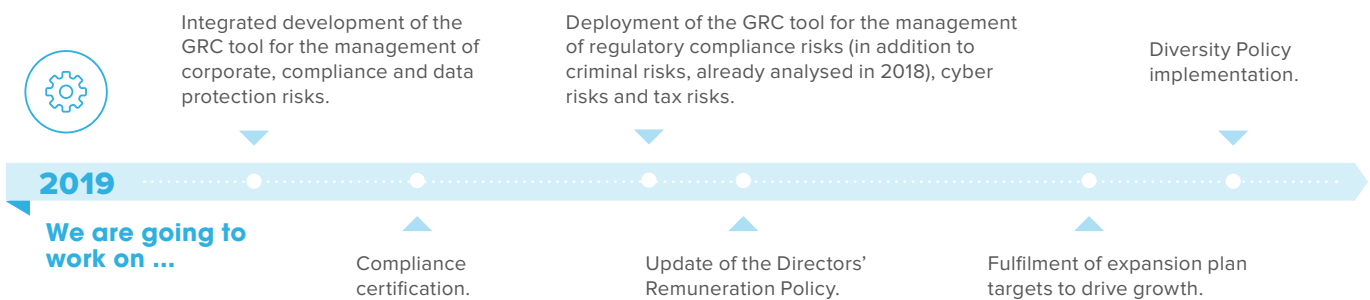 Integrated development of the
GRC tool for the management of
corporate, compliance and data
protection risks.
Deployment of the GRC tool for the management
of regulatory compliance risks (in addition to
criminal risks, already analysed in 2018), cyber
risks and tax risks.
Diversity Policy
implementation.
2019
We are going to
work on ...
Compliance
certification.
Update of the Directors’
Remuneration Policy.
Fulfilment of expansion plan
targets to drive growth.